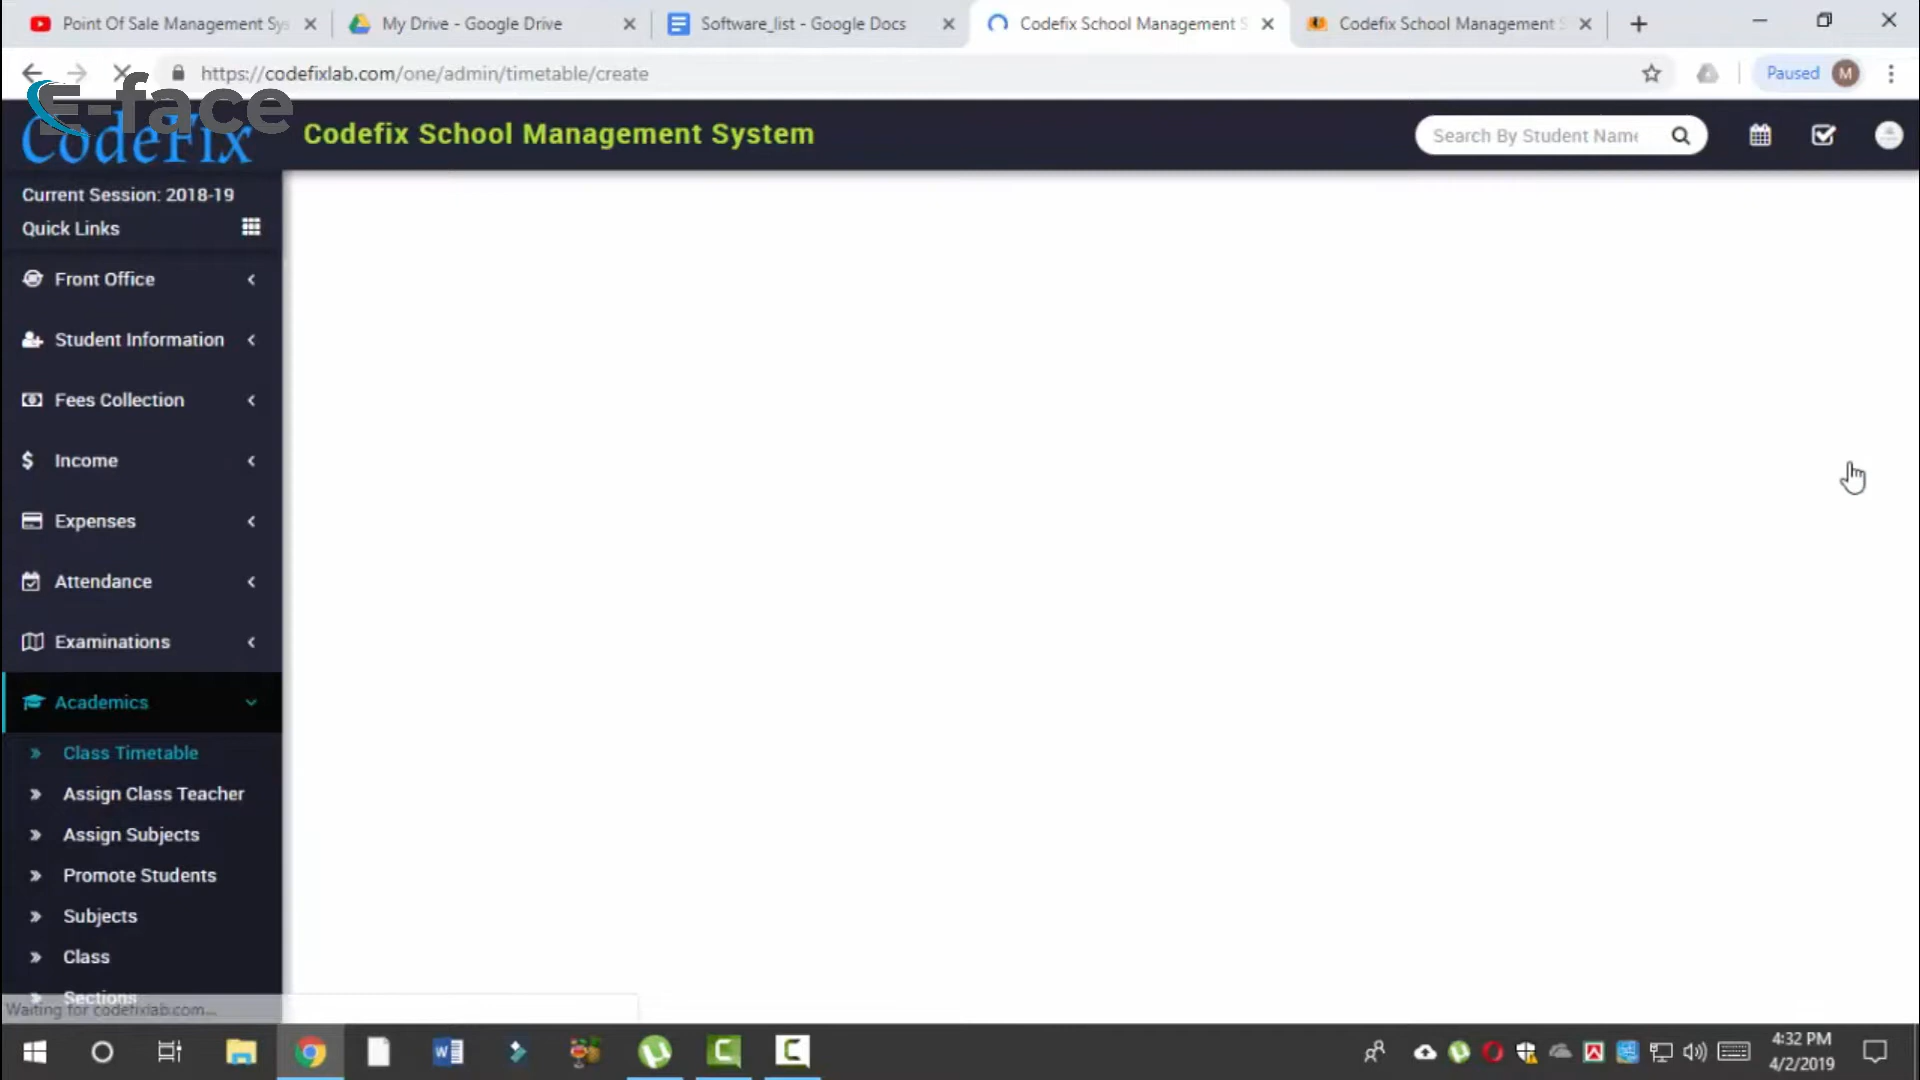 Point Of Sale Management Sys
My Drive - Google Drive
Software_list - Google Docs
Codefix School Management S
Codefix School Management S
https://codefixlab.com/one/admin/timetable/create
Paused
M
E-face
CodeFix
Codefix School Management System
Search By Student Name
Current Session: 2018-19
Quick Links
Front Office
Student Information
Fees Collection
Income
Expenses
Attendance
Examinations
Academics
Class Timetable
Assign Class Teacher
Assign Subjects
Promote Students
Subjects
Class
Sections
Waiting for codefixlab.com...
4:32 PM
4/2/2019